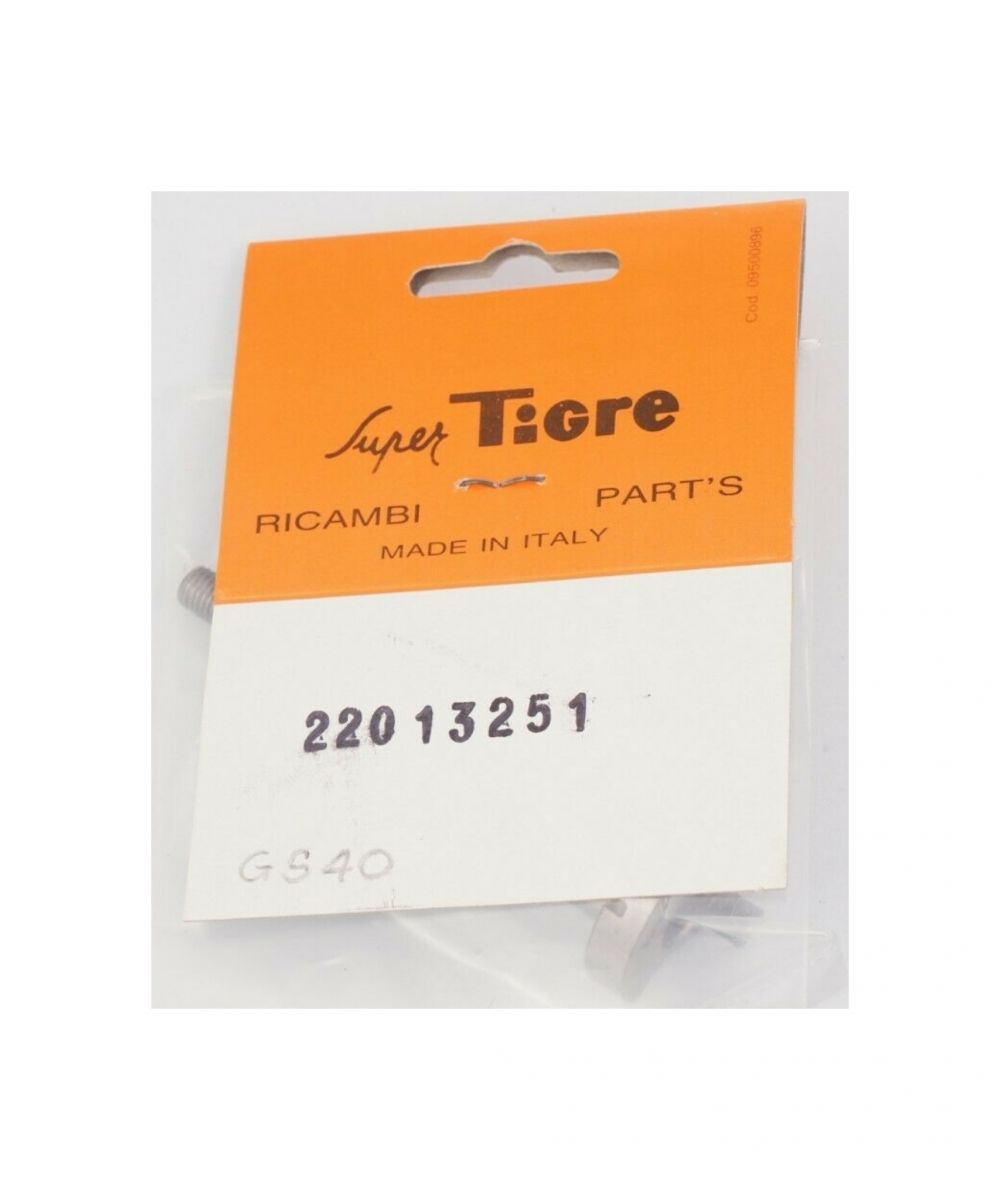 Cod. 09500896
Super TiGre
RICAMBI PART'S
MADE IN ITALY
22013251
GS40